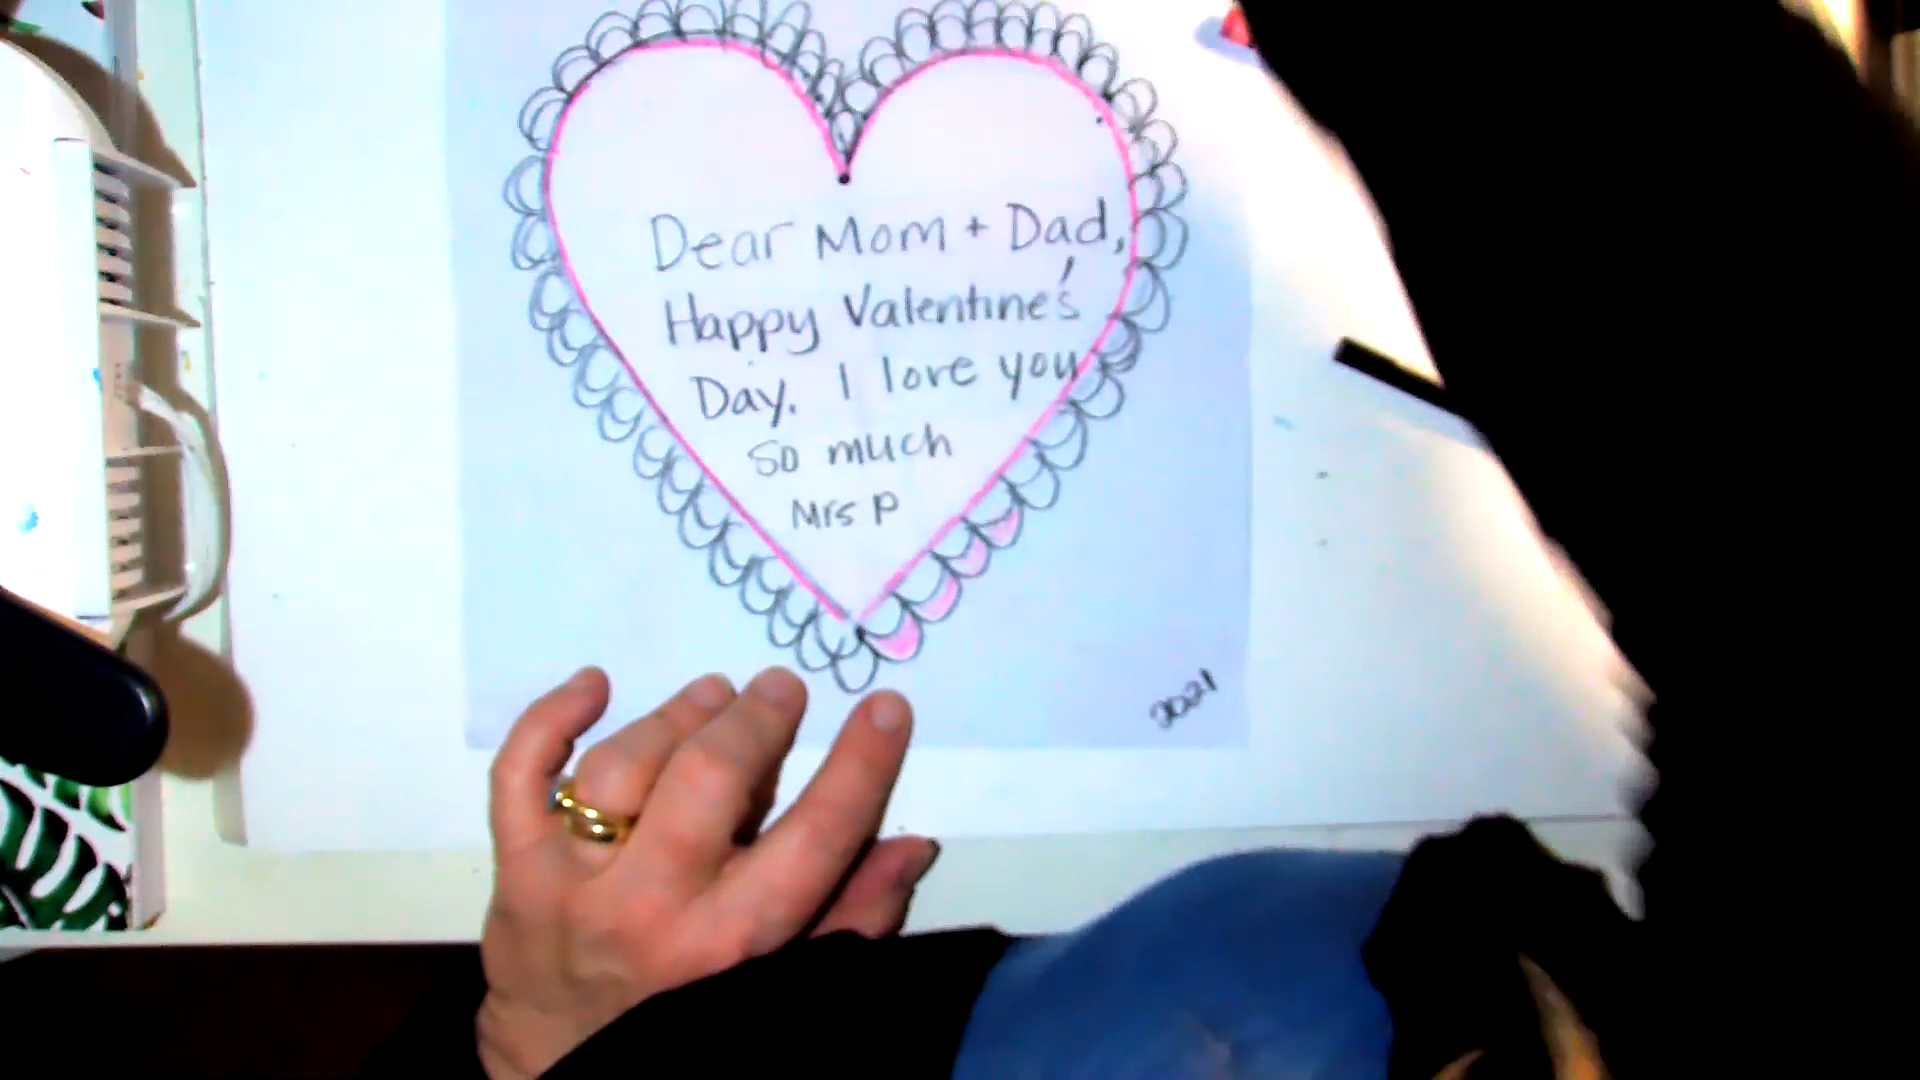 Dear Mom + Dad,
Happy Valentine's
Day. I love you
so much
Mrs P
2021